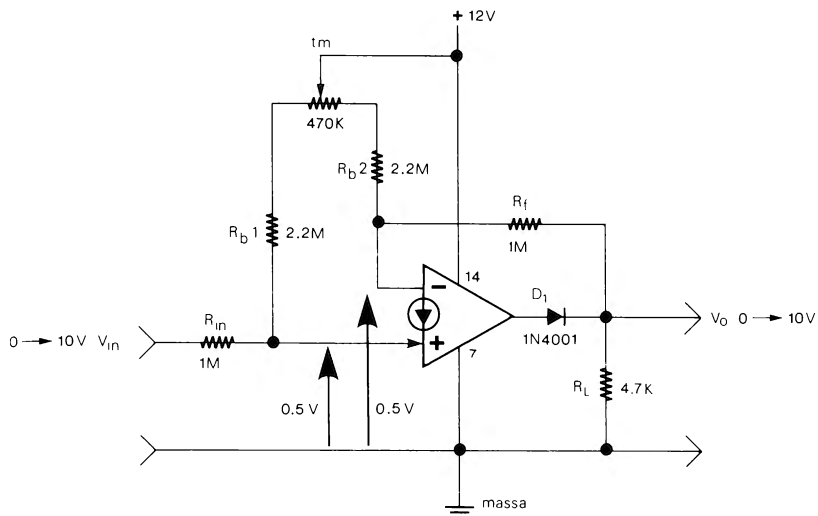 + 12V
tm
470K
Rb2 2.2M
Rf
1M
Rb1 2.2M
14
D1
1N4001
7
0 → 10V Vin
Rin
1M
− 
+
0.5 V
0.5 V
Vo 0 → 10V
RL 4.7K
massa